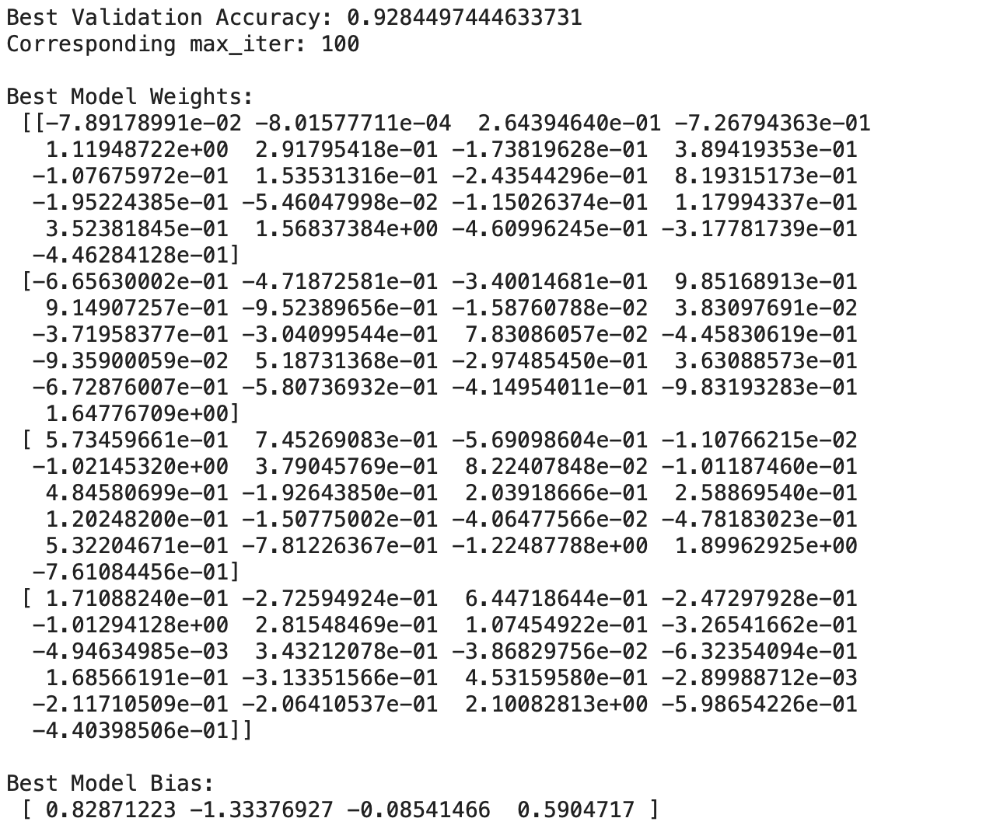 Best Validation Accuracy: 0.9284497444633731
Corresponding max_iter: 100
Best Model Weights:
[[-7.89178991e-02 -8.01577711e-04 2.64394640e-01 -7.26794363e-01
1.11948722e+00 2.91795418e-01 -1.73819628e-01 3.89419353e-01
-1.07675972e-01 1.53531316e-01 -2.43544296e-01 8.19315173e-01
-1.95224385e-01 -5.46047998e-02 -1.15026374e-01 1.17994337e-01
3.52381845e-01 1.56837384e+00 -4.60996245e-01 -3.17781739e-01
-4.46284128e-01]
[-6.65630002e-01 -4.71872581e-01 -3.40014681e-01 9.85168913e-01
9.14907257e-01 -9.52389656e-01 -1.58760788e-02 3.83097691e-02
-3.71958377e-01 -3.04099544e-01 7.83086057e-02 -4.45830619e-01
-9.35900059e-02 5.18731368e-01 -2.97485450e-01 3.63088573e-01
-6.72876007e-01 -5.80736932e-01 -4.14954011e-01 -9.83193283e-01
1.64776709e+00]
[ 5.73459661e-01 7.45269083e-01 -5.69098604e-01 -1.10766215e-02
-1.02145320e+00 3.79045769e-01 8.22407848e-02 -1.01187460e-01
4.84580699e-01 -1.92643850e-01 2.03918666e-01 2.58869540e-01
1.20248200e-01 -1.50775002e-01 -4.06477566e-02 -4.78183023e-01
5.32204671e-01 -7.81226367e-01 -1.22487788e+00 1.89962925e+00
-7.61084456e-01]
[ 1.71088240e-01 -2.72594924e-01 6.44718644e-01 -2.47297928e-01
-1.01294128e+00 2.81548469e-01 1.07454922e-01 -3.26541662e-01
-4.94634985e-03 3.43212078e-01 -3.86829756e-02 -6.32354094e-01
1.68566191e-01 -3.13351566e-01 4.53159580e-01 -2.89988712e-03
-2.11710509e-01 -2.06410537e-01 2.10082813e+00 -5.98654226e-01
-4.40398506e-01]]
Best Model Bias:
[ 0.82871223 -1.33376927 -0.08541466 0.5904717 ]